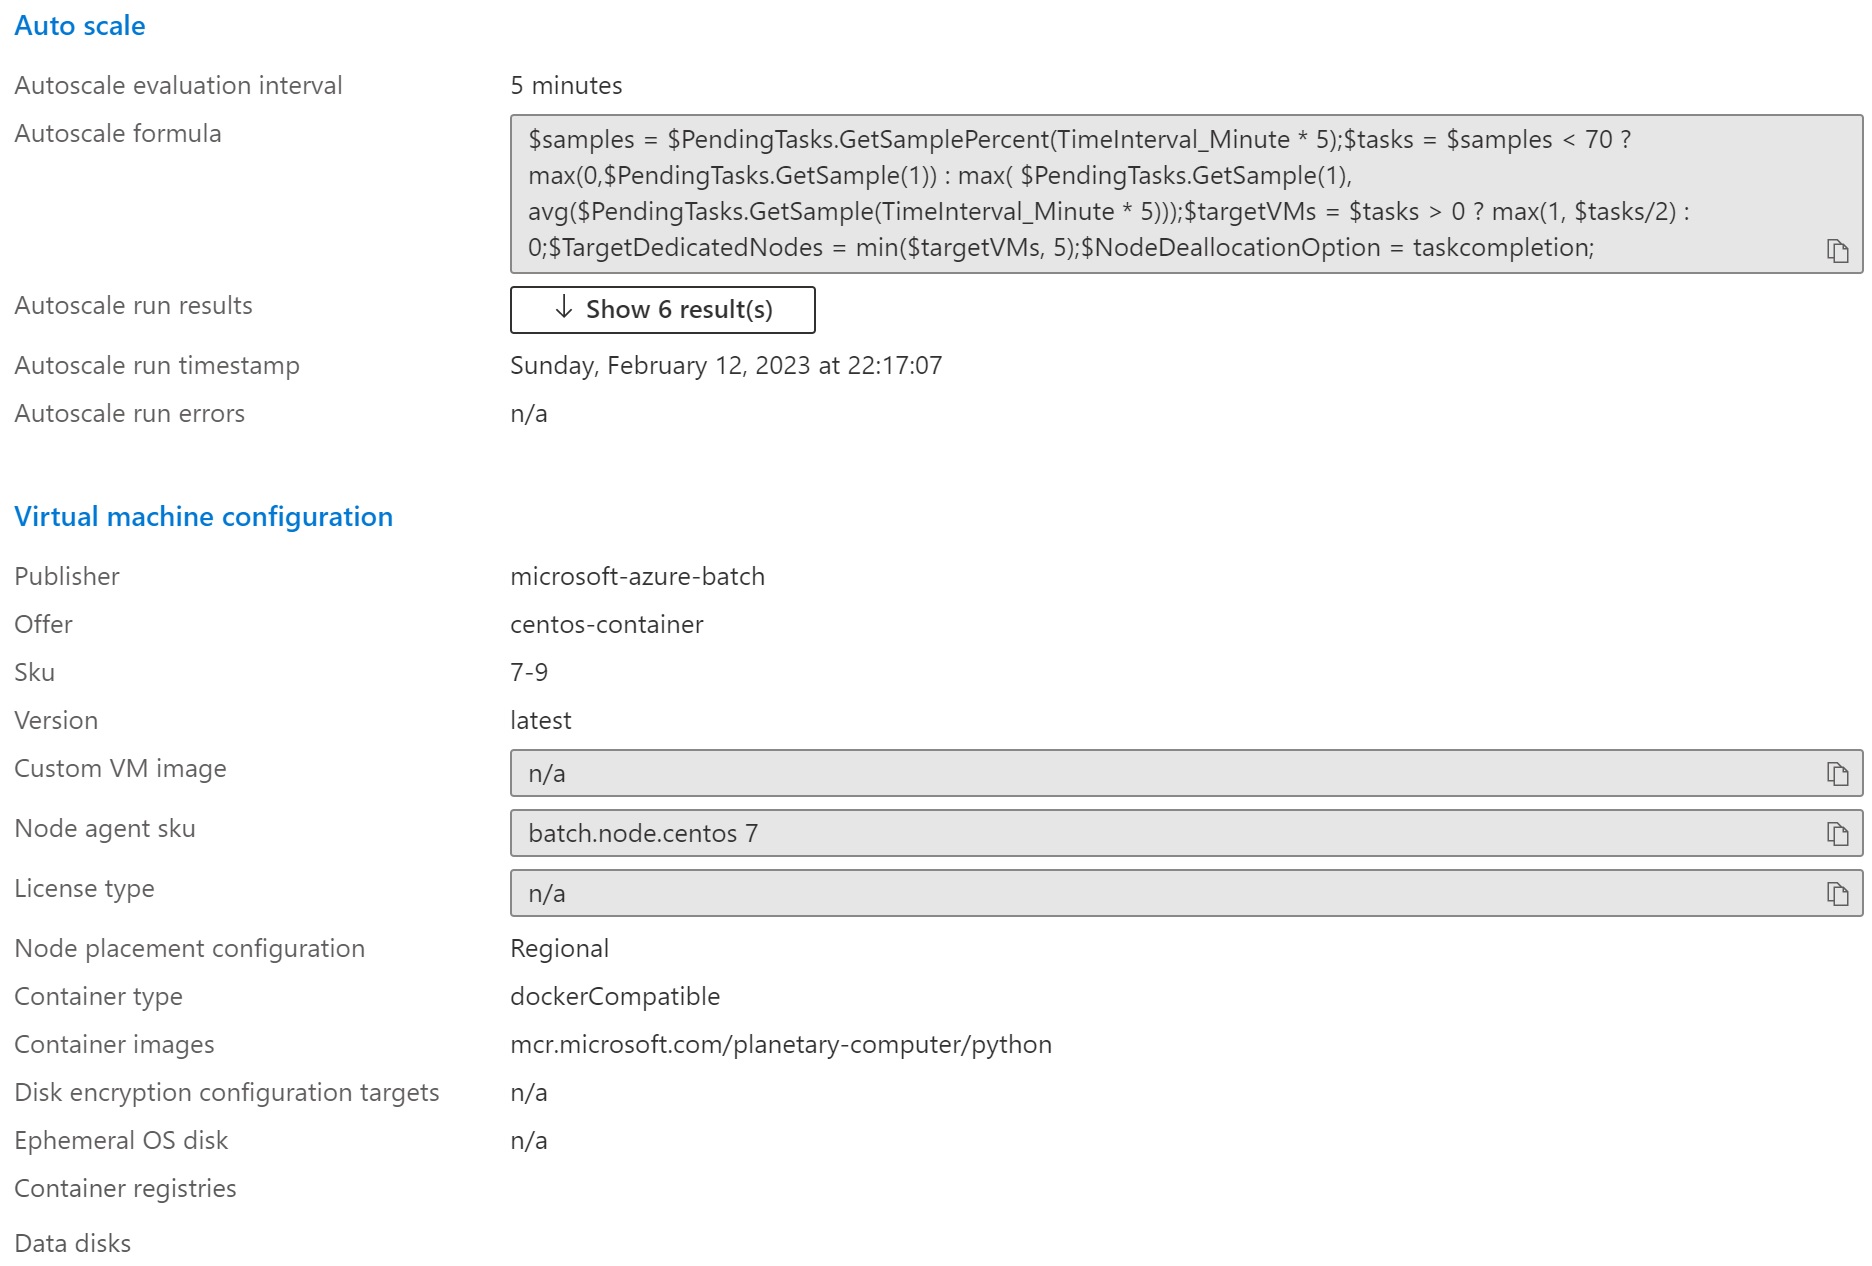 Auto scale
Autoscale evaluation interval 5 minutes
Autoscale formula
$samples = $PendingTasks.GetSamplePercent(TimeInterval_Minute * 5);$tasks = $samples < 70 ?
max(0,$PendingTasks.GetSample(1)) : max( $PendingTasks.GetSample(1),
avg($PendingTasks.GetSample(TimeInterval_Minute * 5)));$targetVMs = $tasks > 0 ? max(1, $tasks/2) :
0;$TargetDedicatedNodes = min($targetVMs, 5);$NodeDeallocationOption = taskcompletion;
Autoscale run results ↓ Show 6 result(s)
Autoscale run timestamp Sunday, February 12, 2023 at 22:17:07
Autoscale run errors n/a
Virtual machine configuration
Publisher microsoft-azure-batch
Offer centos-container
Sku 7-9
Version latest
Custom VM image n/a
Node agent sku batch.node.centos 7
License type n/a
Node placement configuration Regional
Container type dockerCompatible
Container images mcr.microsoft.com/planetary-computer/python
Disk encryption configuration targets n/a
Ephemeral OS disk n/a
Container registries
Data disks